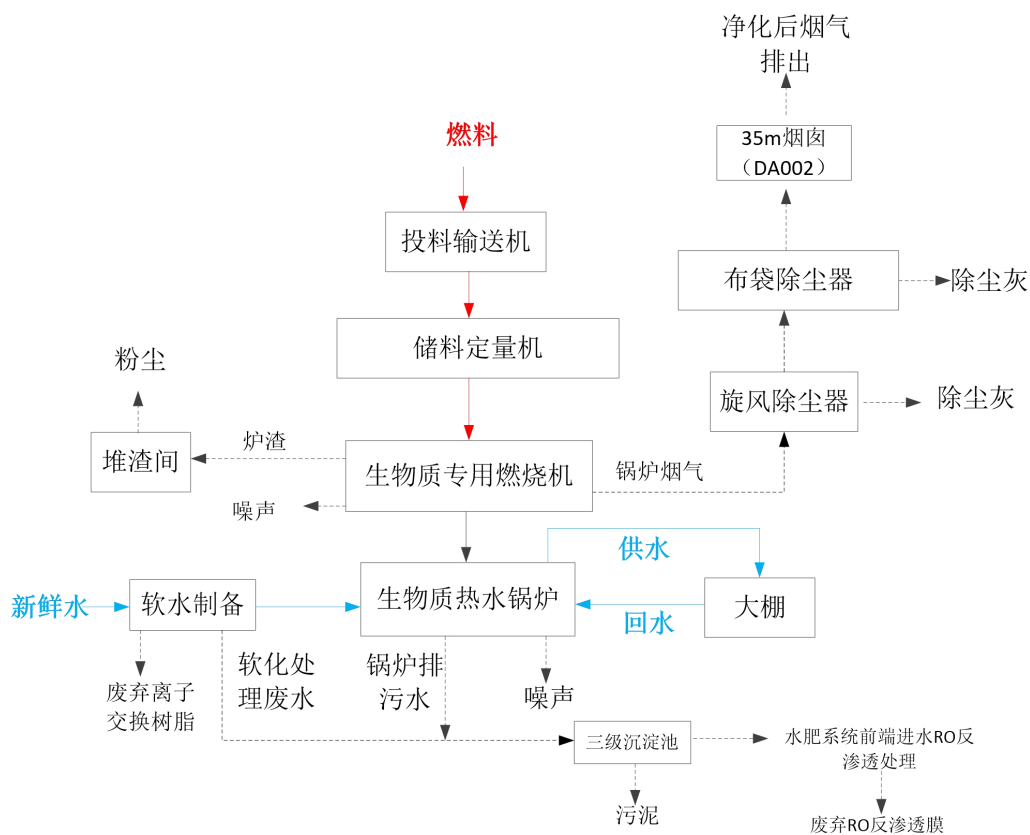 净化后烟气
排出
35m烟囱
（DA002）
燃料
投料输送机
布袋除尘器
除尘灰
储料定量机
粉尘
旋风除尘器
除尘灰
炉渣
堆渣间
生物质专用燃烧机
锅炉烟气
噪声
供水
新鲜水
软水制备
生物质热水锅炉
回水
大棚
软化处
理废水
锅炉排
污水
废弃离子
交换树脂
噪声
三级沉淀池
水肥系统前端进水RO反
渗透处理
污泥
废弃RO反渗透膜